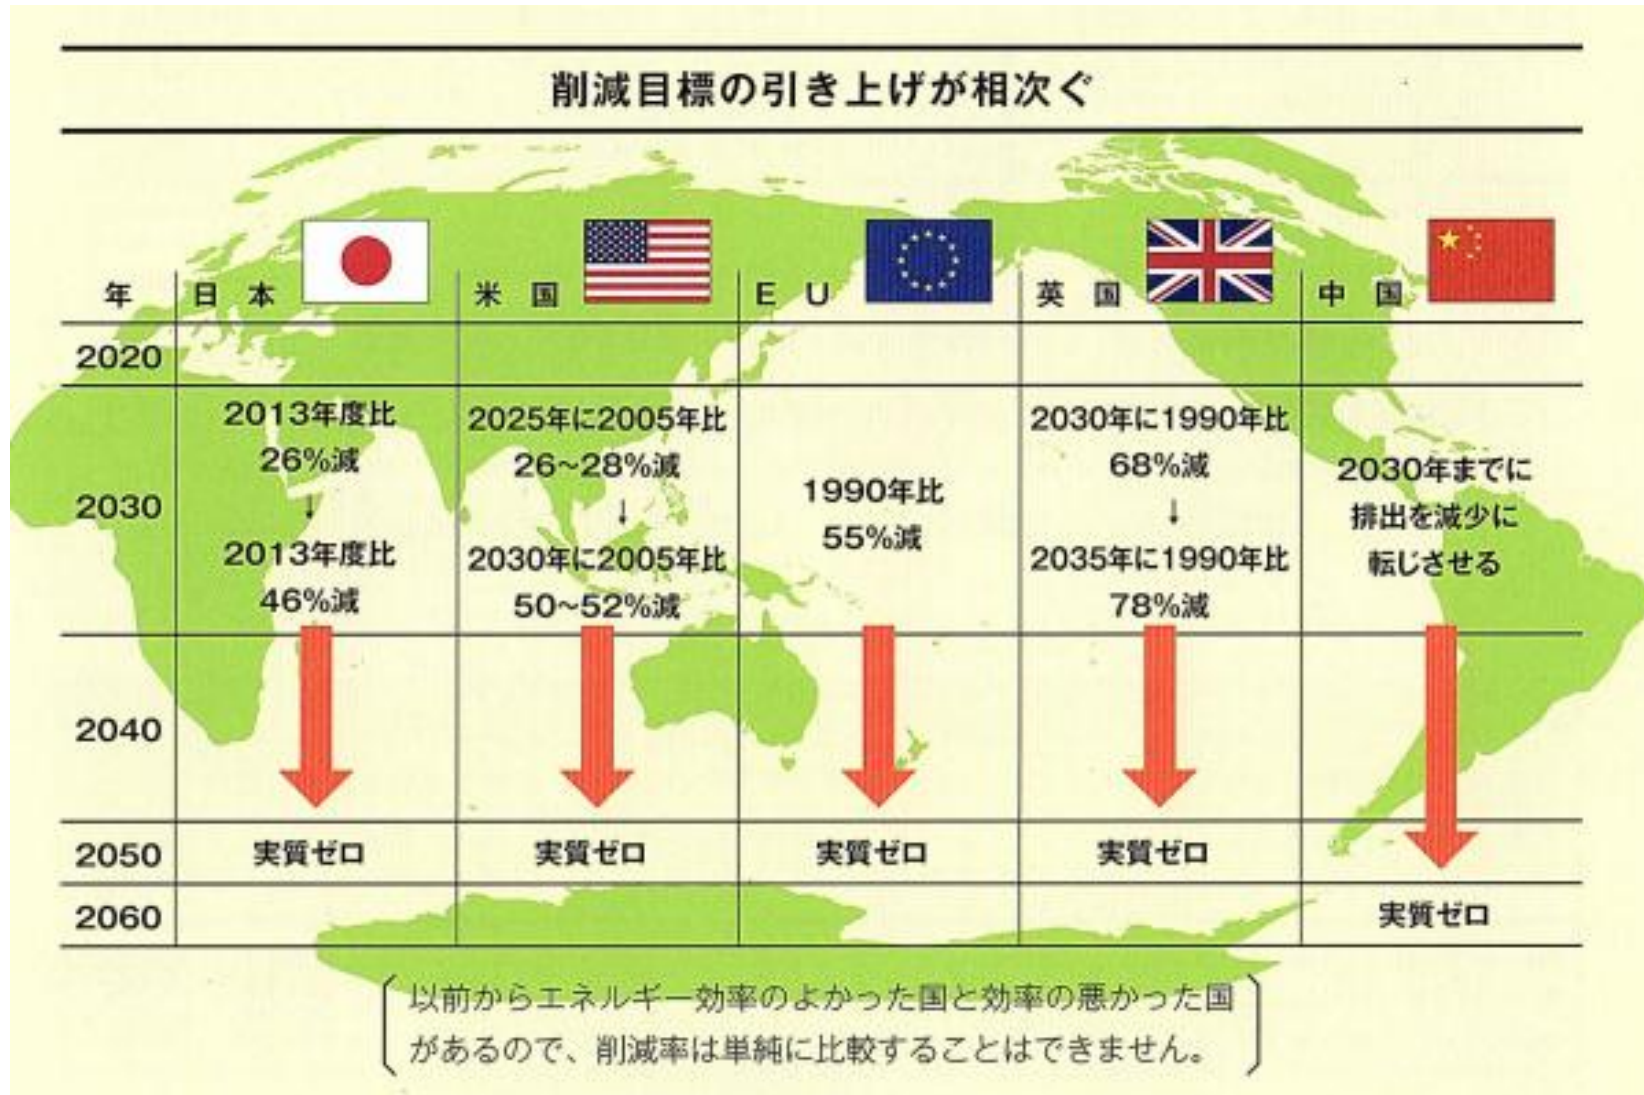 削減目標の引き上げが相次ぐ
年 日本 米国 EU 英国 中国
2020
2030
2013年度比
26%減
↓
2013年度比
46%減
2025年に2005年比
26～28%減
↓
2030年に2005年比
50～52%減
1990年比
55%減
2030年に1990年比
68%減
↓
2035年に1990年比
78%減
2030年までに
排出を減少に
転じさせる
2040
2050 実質ゼロ 実質ゼロ 実質ゼロ 実質ゼロ
2060 実質ゼロ
以前からエネルギー効率のよかった国と効率の悪かった国
があるので、削減率は単純に比較することはできません。